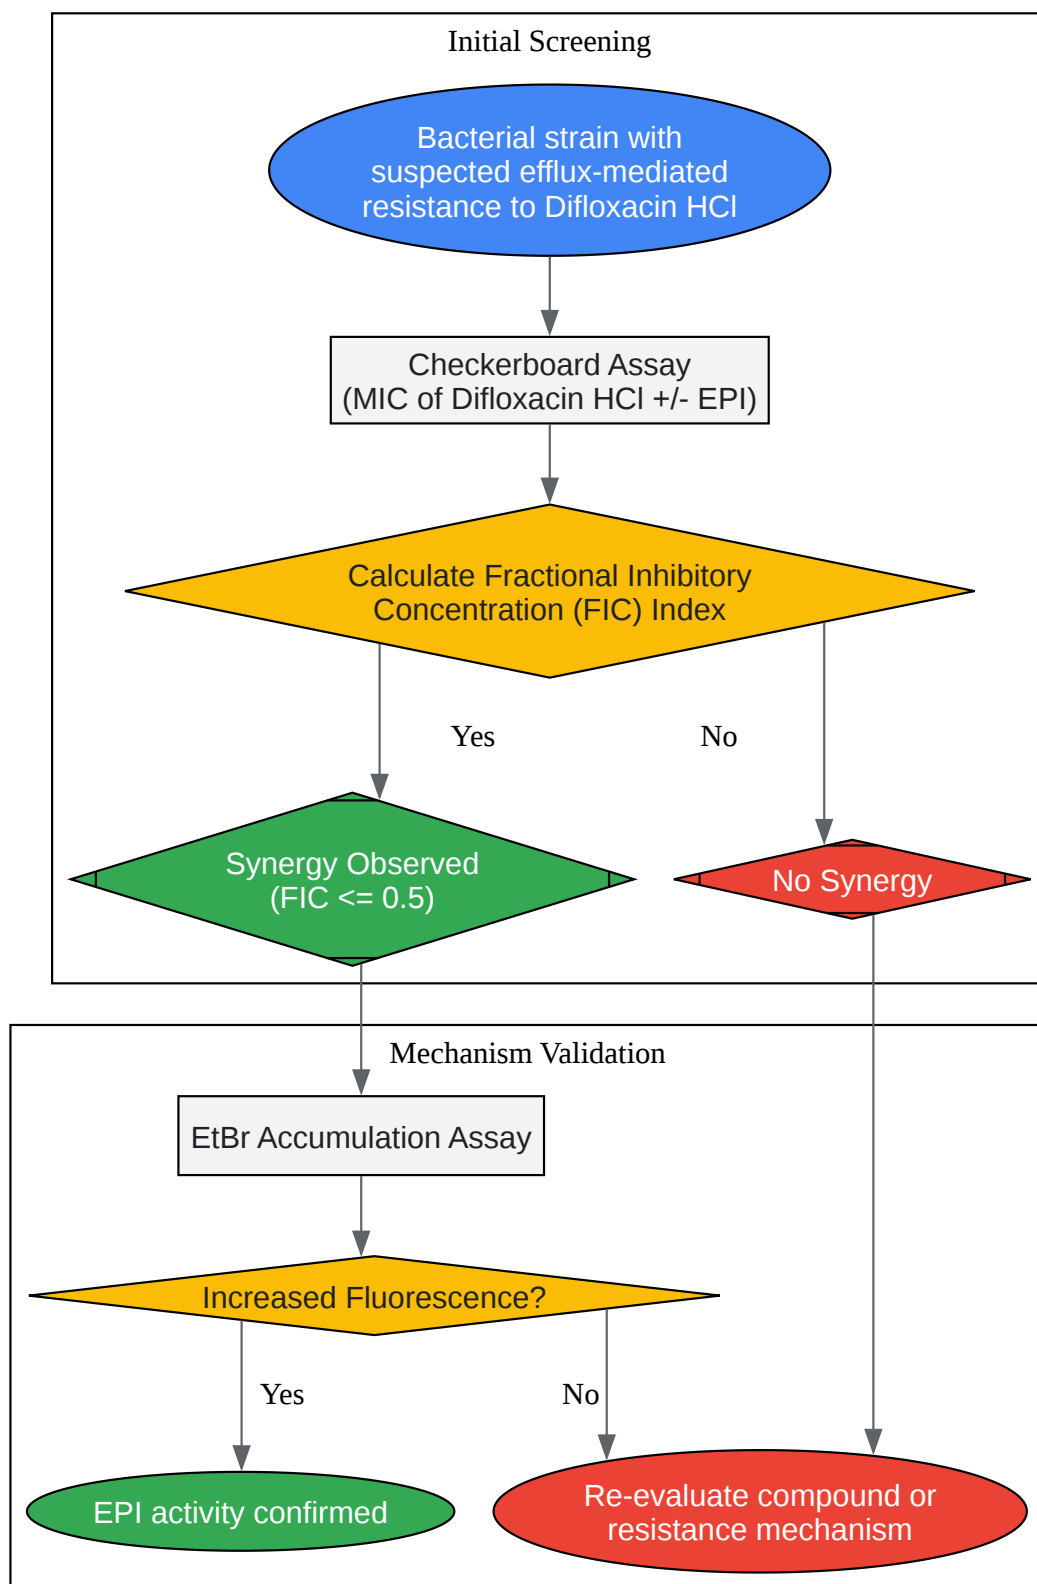 Initial Screening
Bacterial strain with
suspected efflux-mediated
resistance to Difloxacin HCl
Checkerboard Assay
(MIC of Difloxacin HCl +/- EPI)
Calculate Fractional Inhibitory
Concentration (FIC) Index
Yes
No
Synergy Observed
(FIC <= 0.5)
No Synergy
Mechanism Validation
EtBr Accumulation Assay
Increased Fluorescence?
Yes
No
EPI activity confirmed
Re-evaluate compound or
resistance mechanism